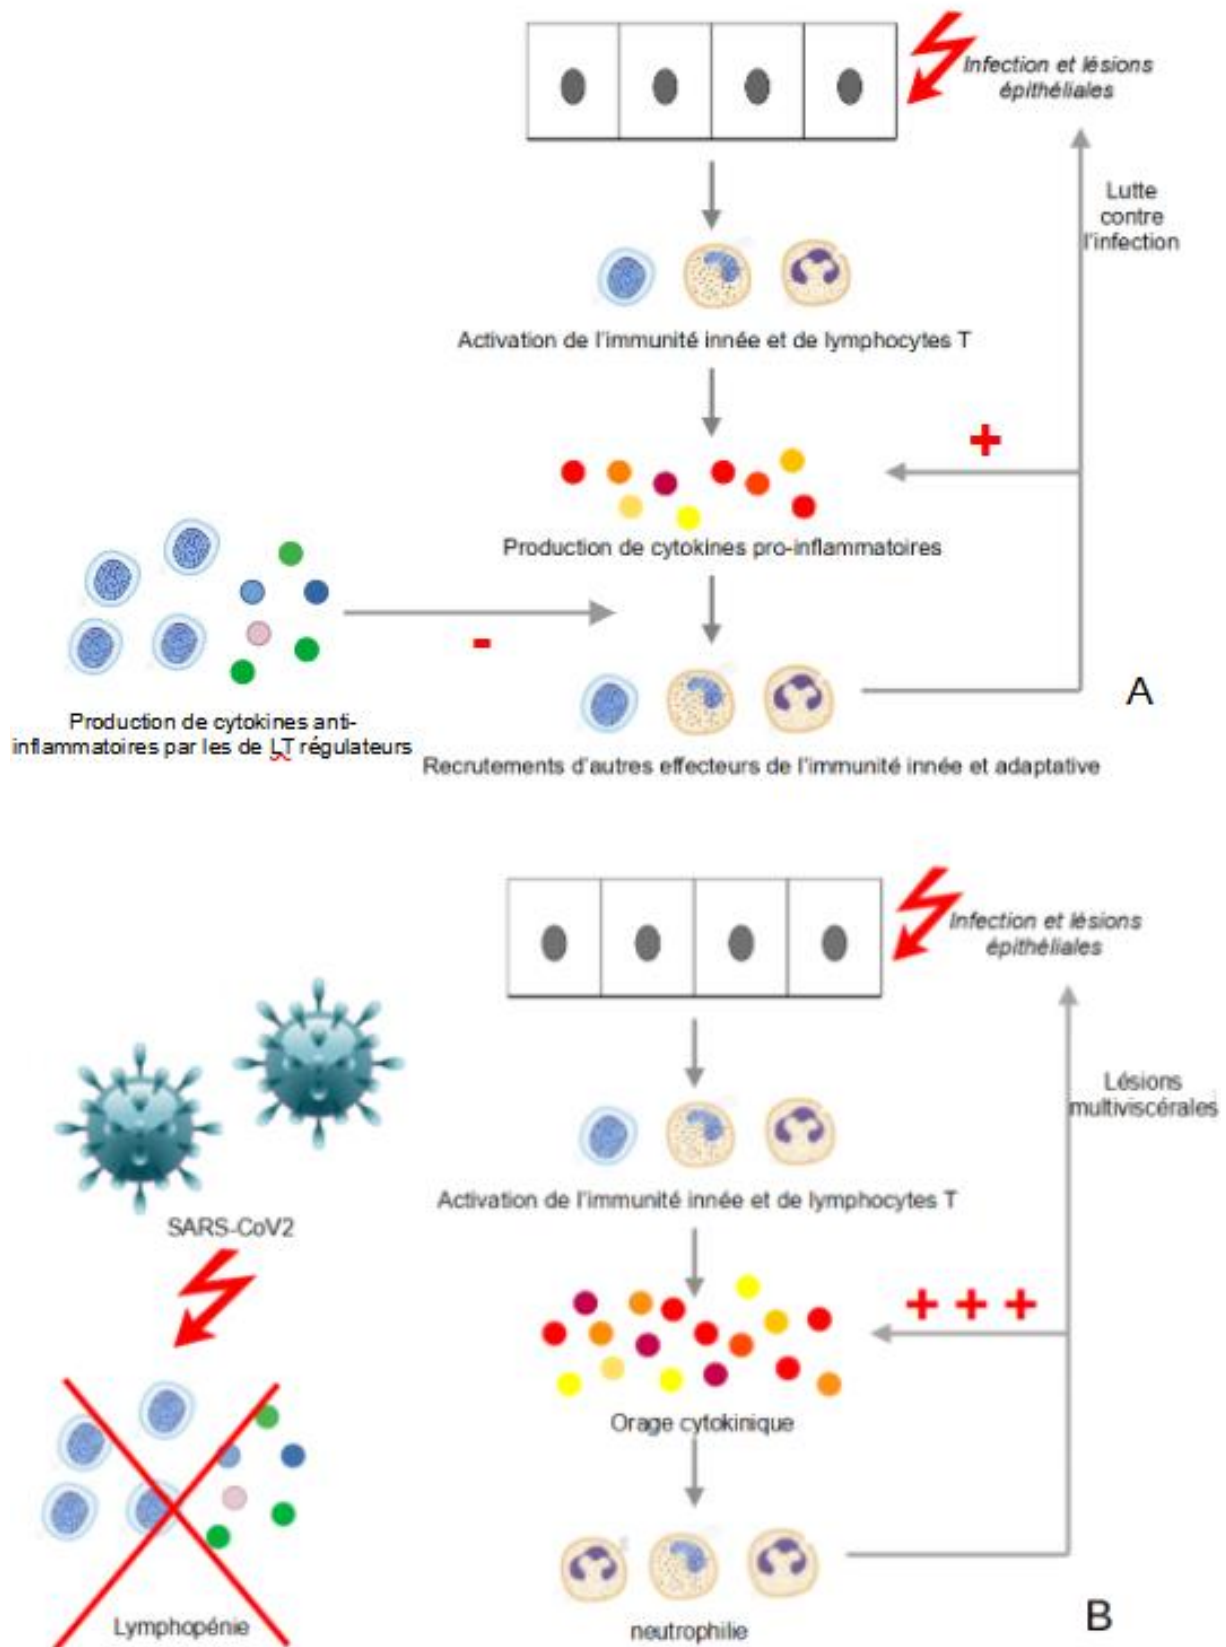 Infection et lésions
épithéliales
Lutte
contre
l'infection
Activation de l'immunité innée et de lymphocytes T
+
Production de cytokines pro-inflammatoires
-
Production de cytokines anti-
inflammatoires par les de LT régulateurs
Recrutements d'autres effecteurs de l'immunité innée et adaptative
A
Infection et lésions
épithéliales
Lésions
multiviscérales
Activation de l'immunité innée et de lymphocytes T
SARS-CoV2
+ + +
Orage cytokinique
Lymphopénie
neutrophilie
B